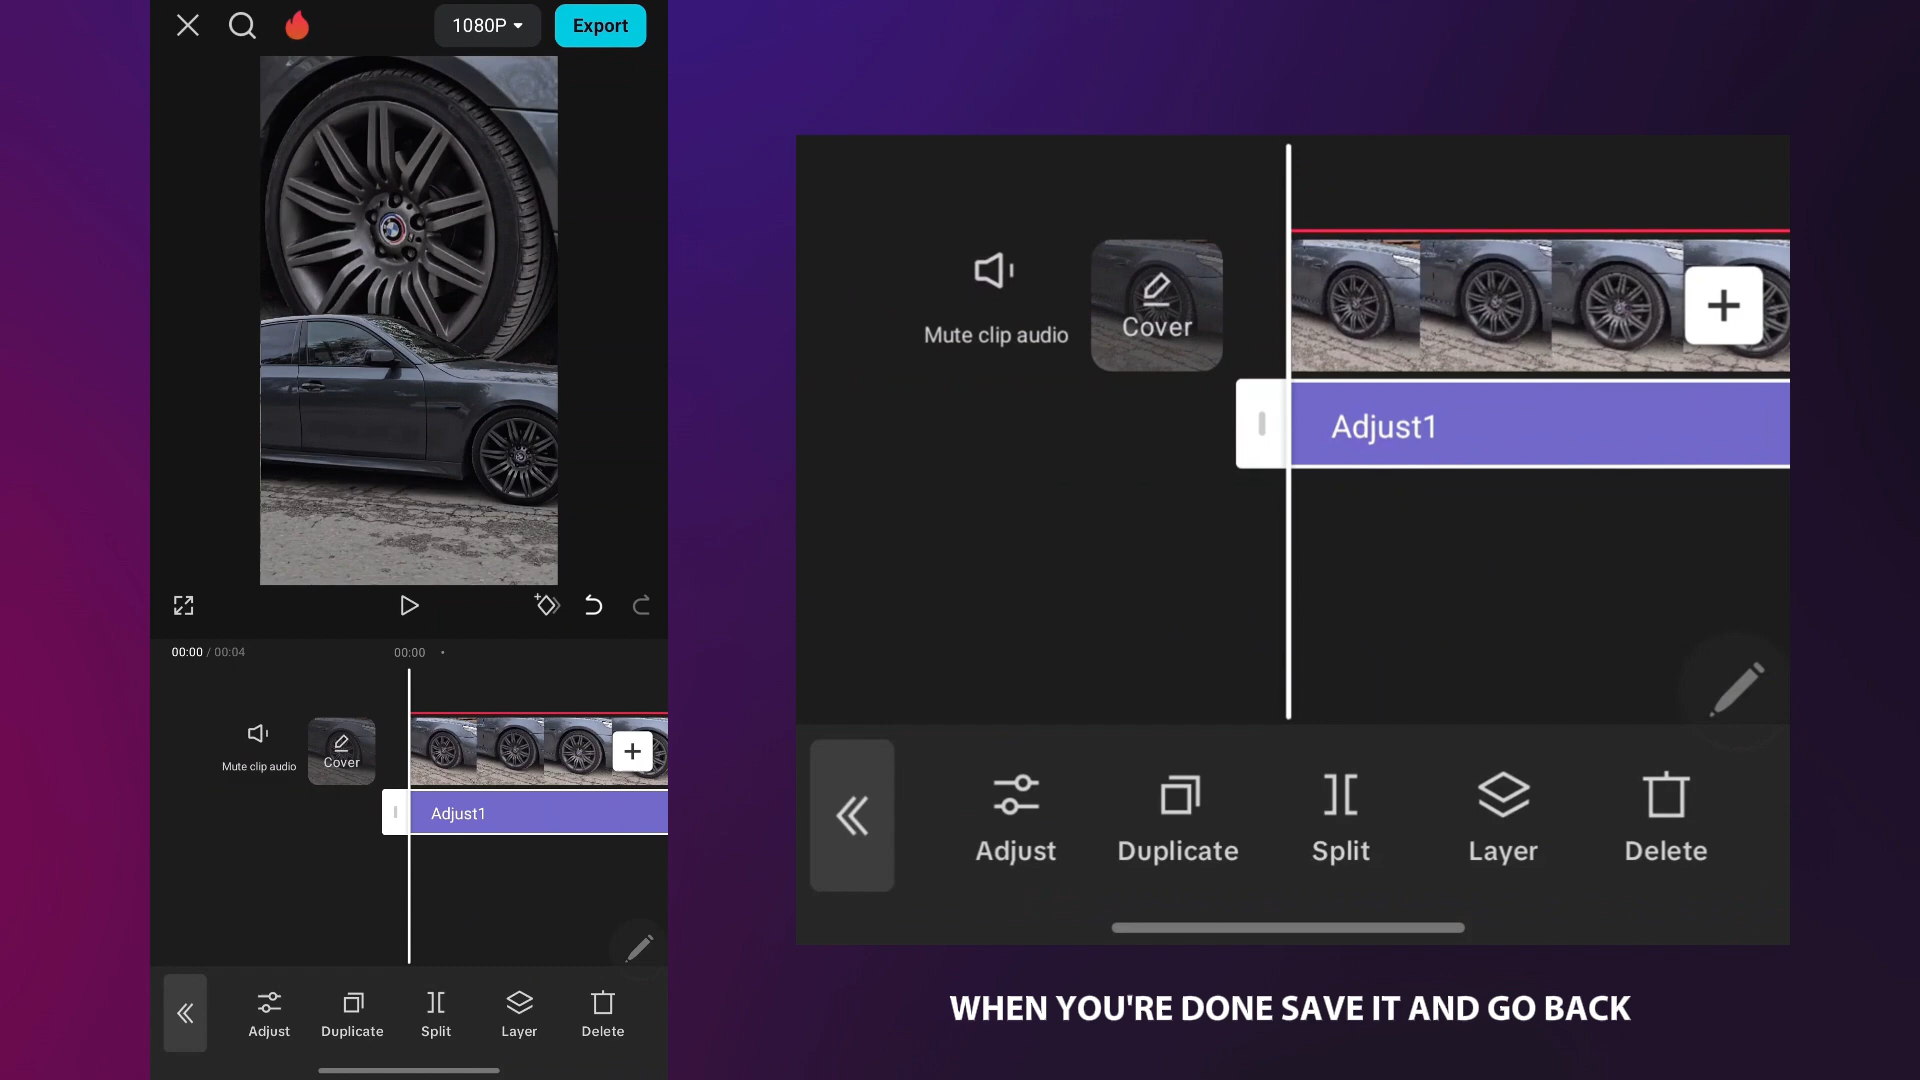 1080P
Export
00:00 / 00:04
00:00
Mute clip audio
Cover
Adjust1
Adjust
Duplicate
Split
Layer
Delete
Mute clip audio
Cover
Adjust1
Adjust
Duplicate
Split
Layer
Delete
WHEN YOU'RE DONE SAVE IT AND GO BACK